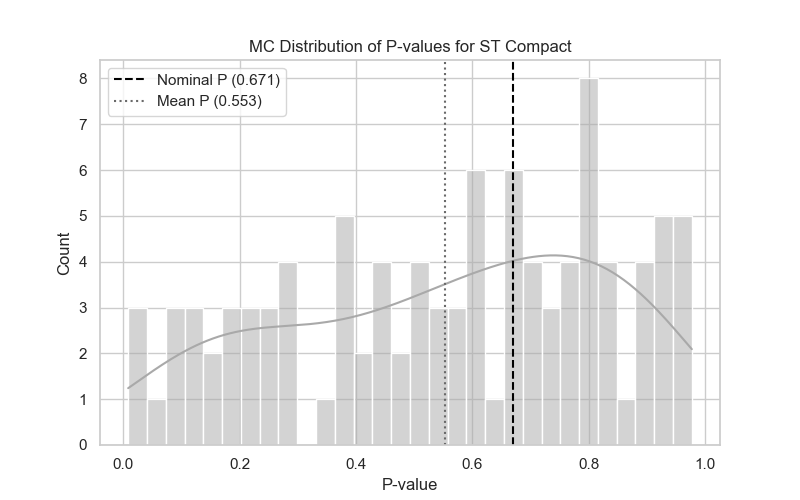 MC Distribution of P-values for ST Compact
Nominal P (0.671)
Mean P (0.553)
Count
8
7
6
5
4
3
2
1
0
0.0 0.2 0.4 0.6 0.8 1.0
P-value